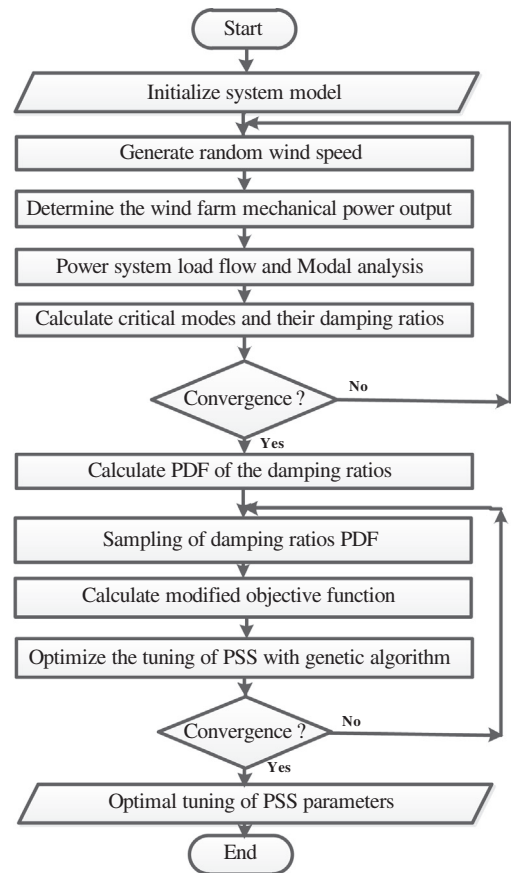 Start
Initialize system model
Generate random wind speed
Determine the wind farm mechanical power output
Power system load flow and Modal analysis
Calculate critical modes and their damping ratios
Convergence ?
No
Yes
Calculate PDF of the damping ratios
Sampling of damping ratios PDF
Calculate modified objective function
Optimize the tuning of PSS with genetic algorithm
Convergence ?
No
Yes
Optimal tuning of PSS parameters
End